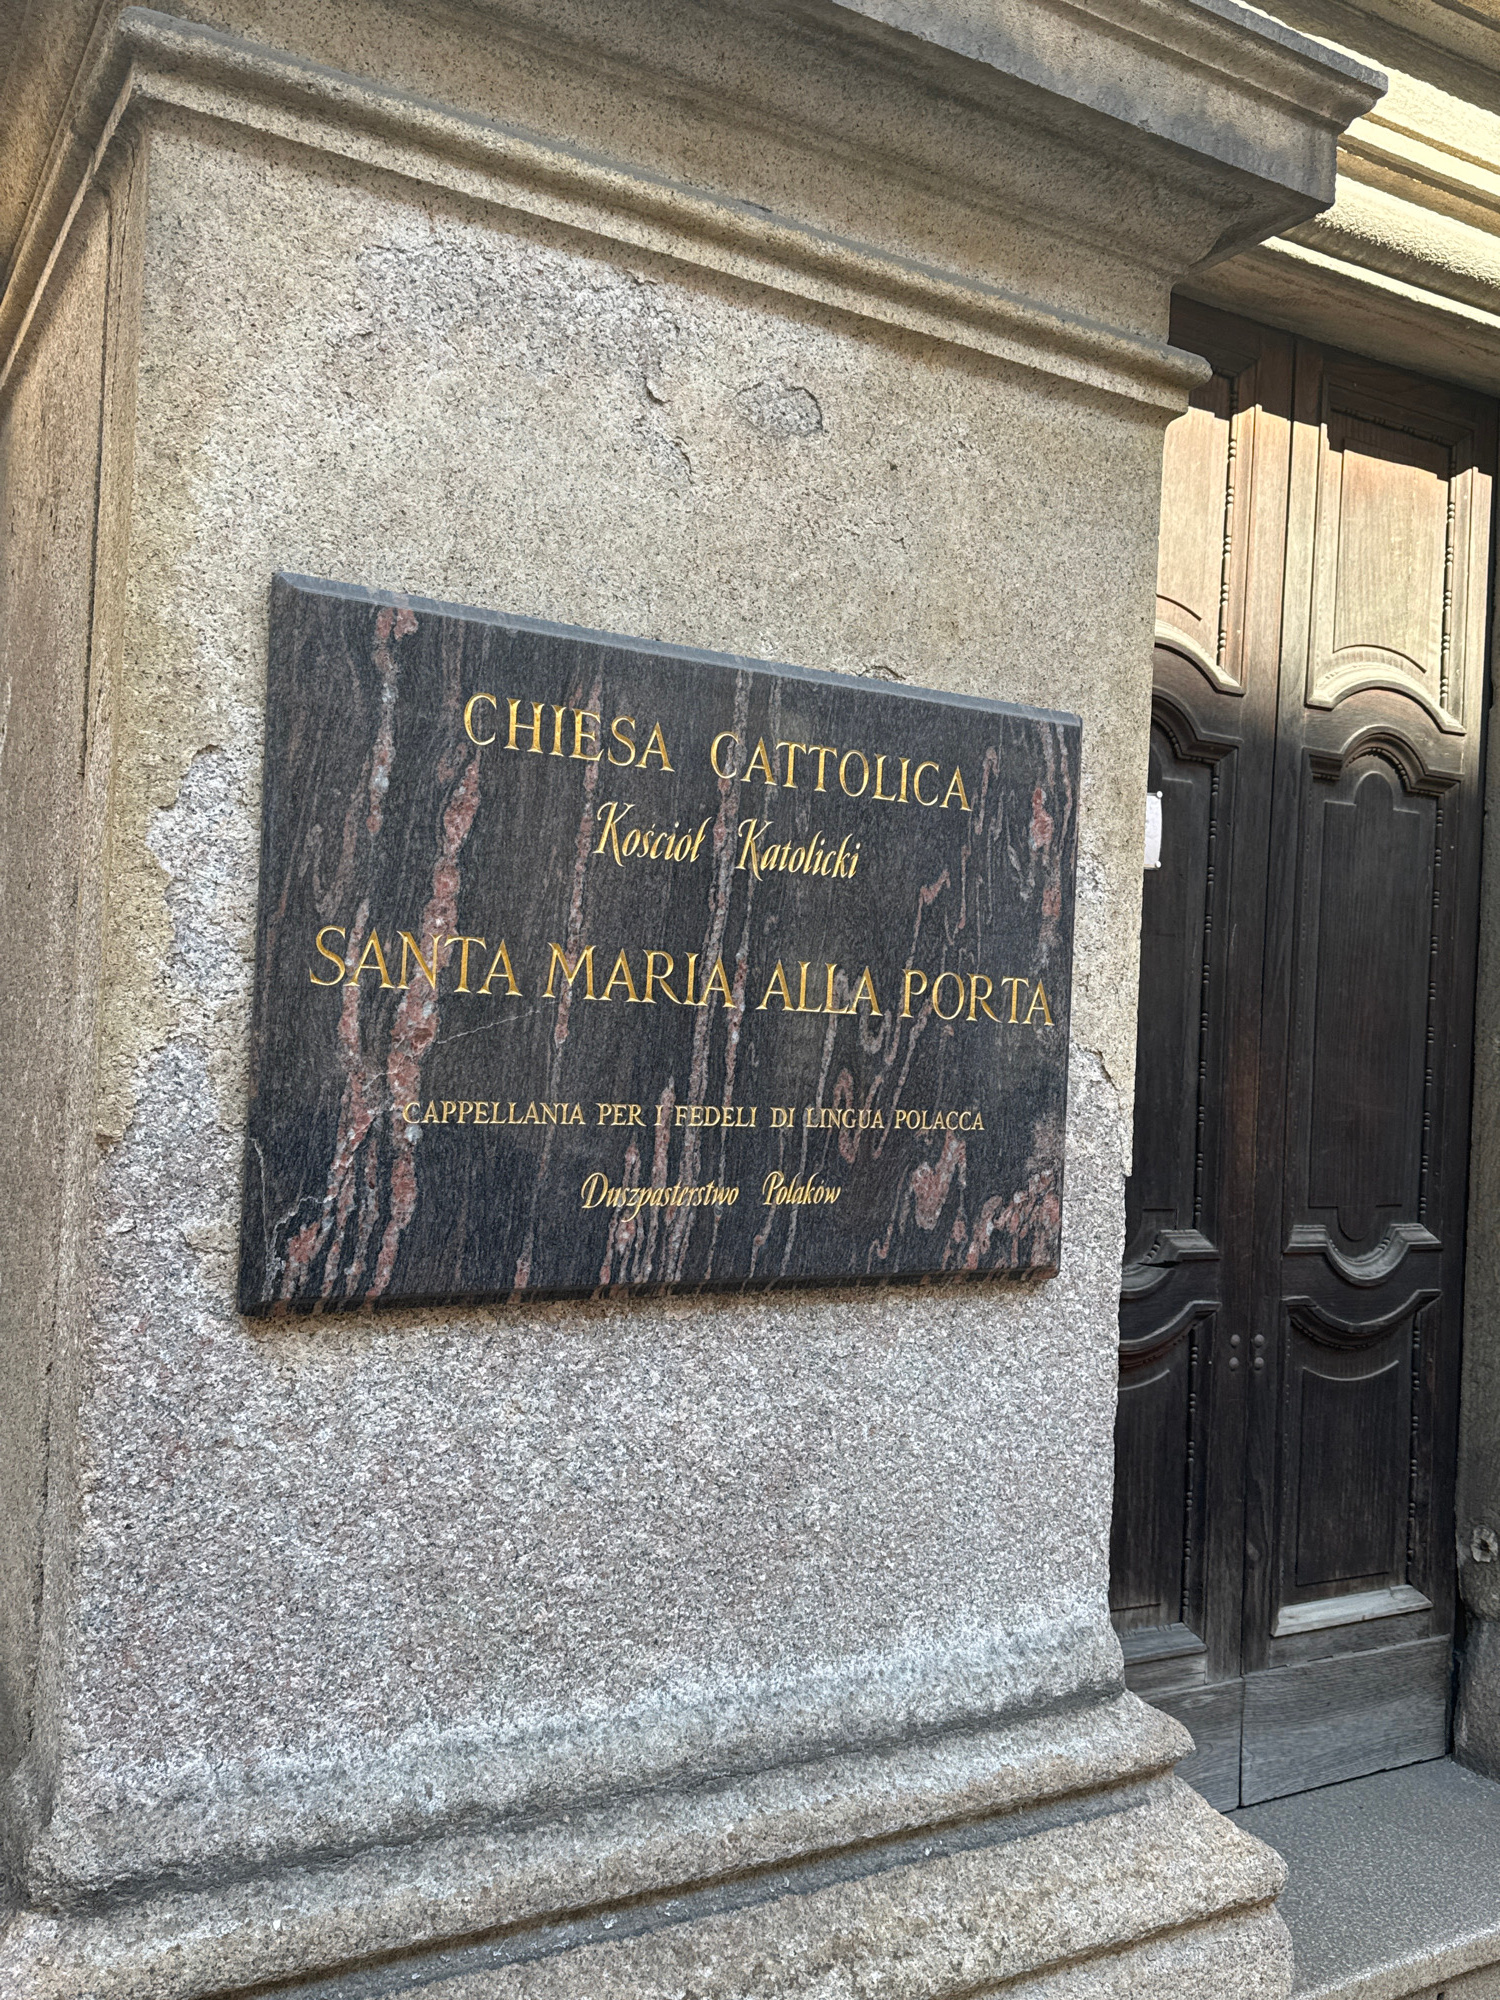 CHIESA CATTOLICA
Kościół Katolicki
SANTA MARIA ALLA PORTA
CAPPELLANIA PER I FEDELI DI LINGUA POLACCA
Duszpasterstwo Polaków